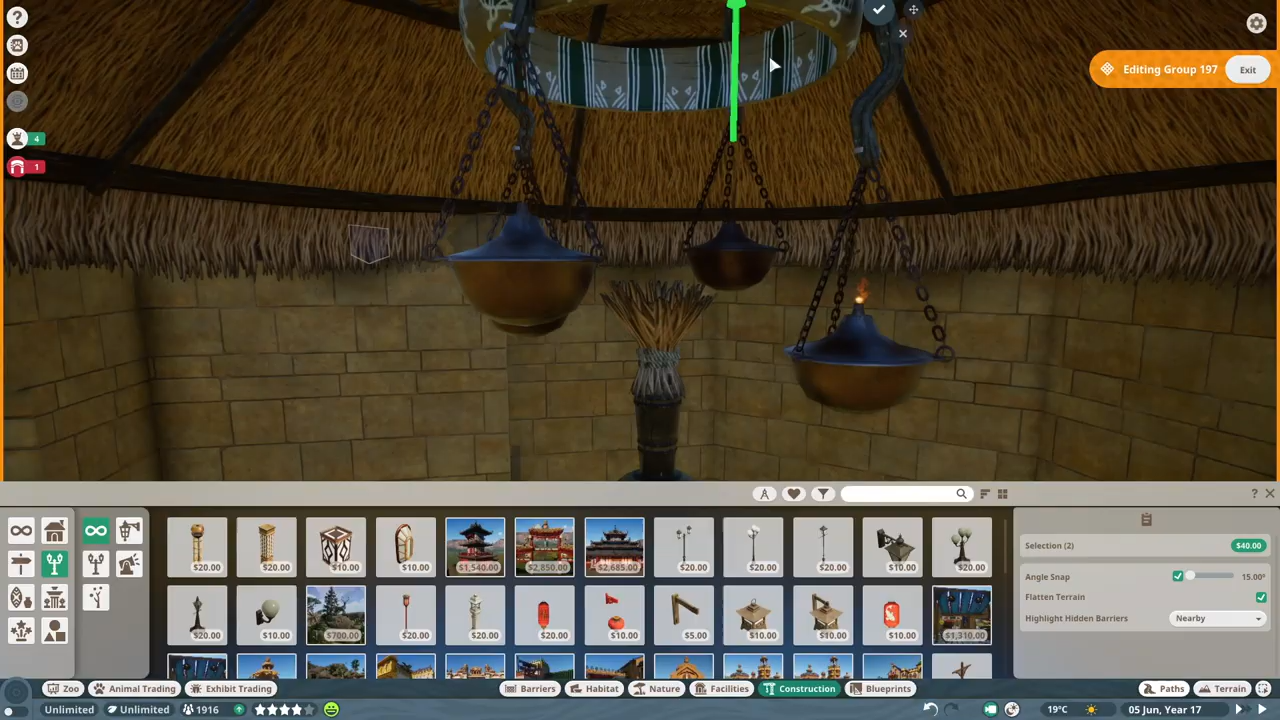 ?
4
1
Editing Group 197
Exit
? ×
$20.00 $20.00 $10.00 $10.00 $1,540.00 $2,850.00 $2,685.00 $20.00 $20.00 $20.00 $10.00 $20.00
$20.00 $10.00 $700.00 $20.00 $20.00 $20.00 $10.00 $5.00 $10.00 $10.00 $10.00 $1,310.00
Selection (2) $40.00
Angle Snap 15.00°
Flatten Terrain
Highlight Hidden Barriers Nearby
Zoo Animal Trading Exhibit Trading Barriers Habitat Nature Facilities Construction Blueprints Paths Terrain
Unlimited Unlimited 1916 19°C 05 Jun, Year 17